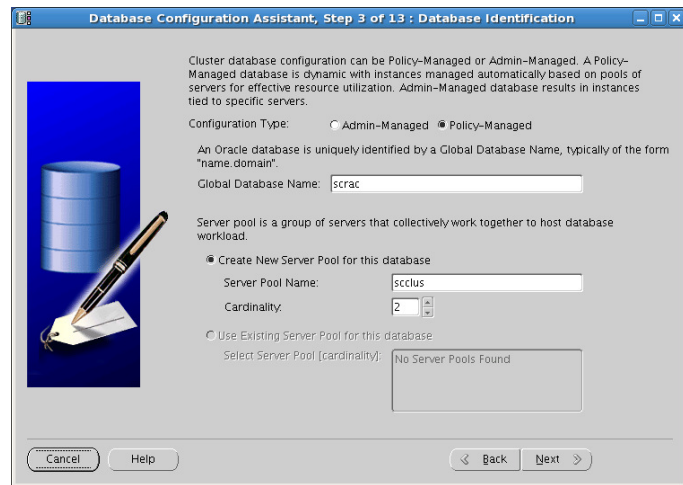 Database Configuration Assistant, Step 3 of 13 : Database Identification
Cluster database configuration can be Policy-Managed or Admin-Managed. A Policy-
Managed database is dynamic with instances managed automatically based on pools of
servers for effective resource utilization. Admin-Managed database results in instances
tied to specific servers.
Configuration Type: Admin-Managed Policy-Managed
An Oracle database is uniquely identified by a Global Database Name, typically of the form
"name.domain".
Global Database Name: scrac
Server pool is a group of servers that collectively work together to host database
workload.
Create New Server Pool for this database
Server Pool Name: scclus
Cardinality: 2
Use Existing Server Pool for this database
Select Server Pool [cardinality]: No Server Pools Found
Cancel Help Back Next